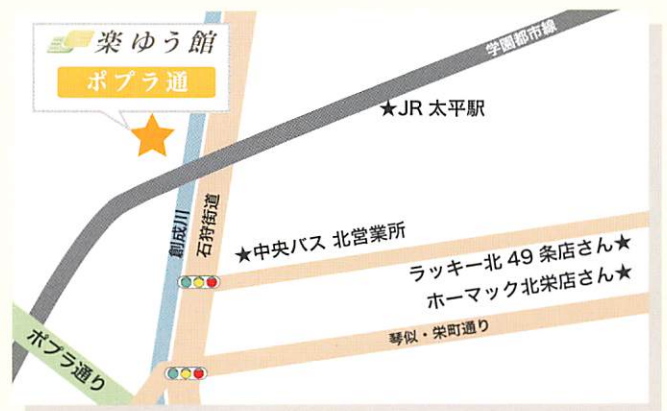 楽ゆう館
ポプラ通
学園都市線
★JR 太平駅
創成川
石狩街道
★中央バス 北営業所
ラッキー北 49 条店さん★
ホーマック北栄店さん★
琴似・栄町通り
ポプラ通り